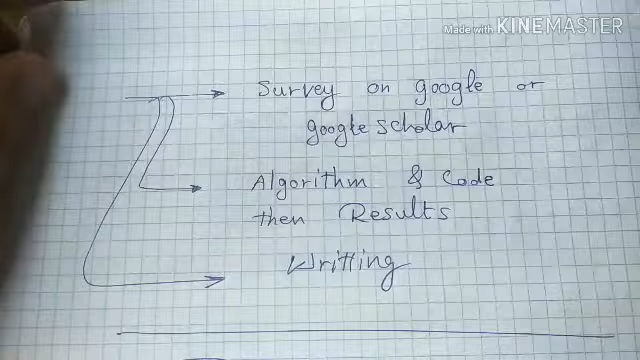 Made with KINEMASTER
Survey on google or
google scholar
Algorithm & Code
then Results
Writting